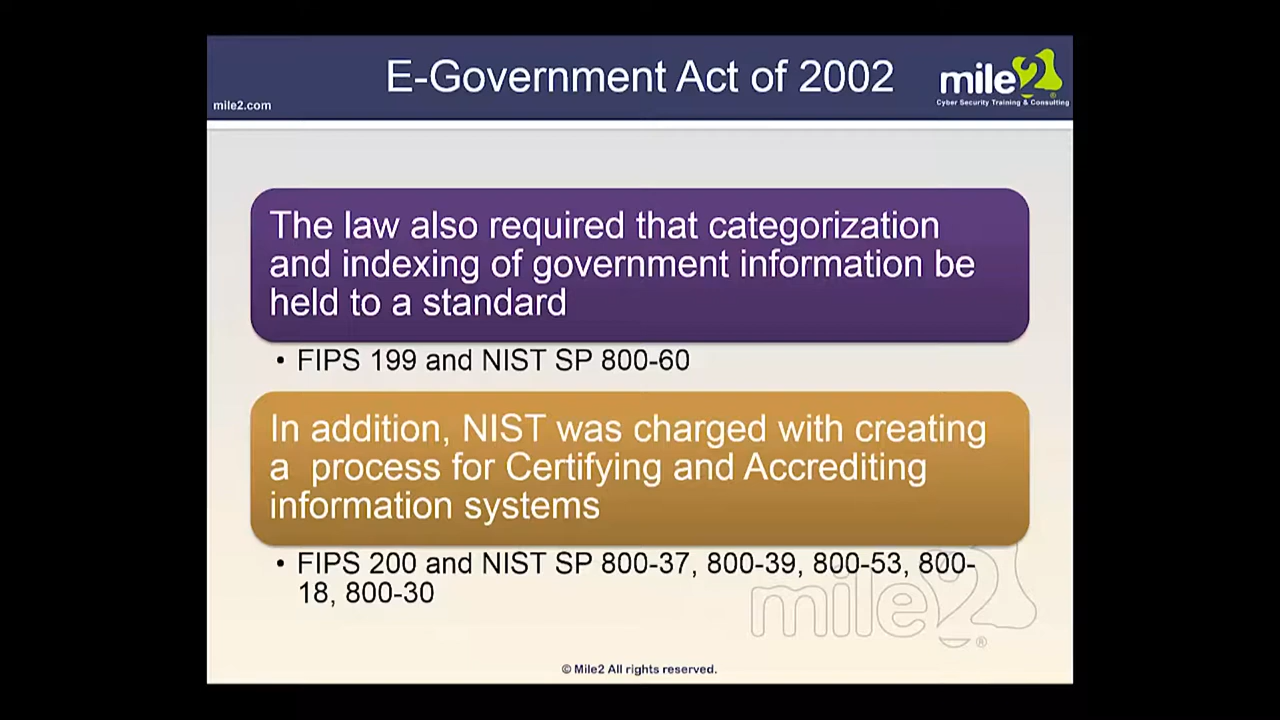 E-Government Act of 2002
mile2.com
mile2
®
Cyber Security Training & Consulting
The law also required that categorization
and indexing of government information be
held to a standard
• FIPS 199 and NIST SP 800-60
In addition, NIST was charged with creating
a  process for Certifying and Accrediting
information systems
• FIPS 200 and NIST SP 800-37, 800-39, 800-53, 800-
18, 800-30
mile2
®
© Mile2 All rights reserved.